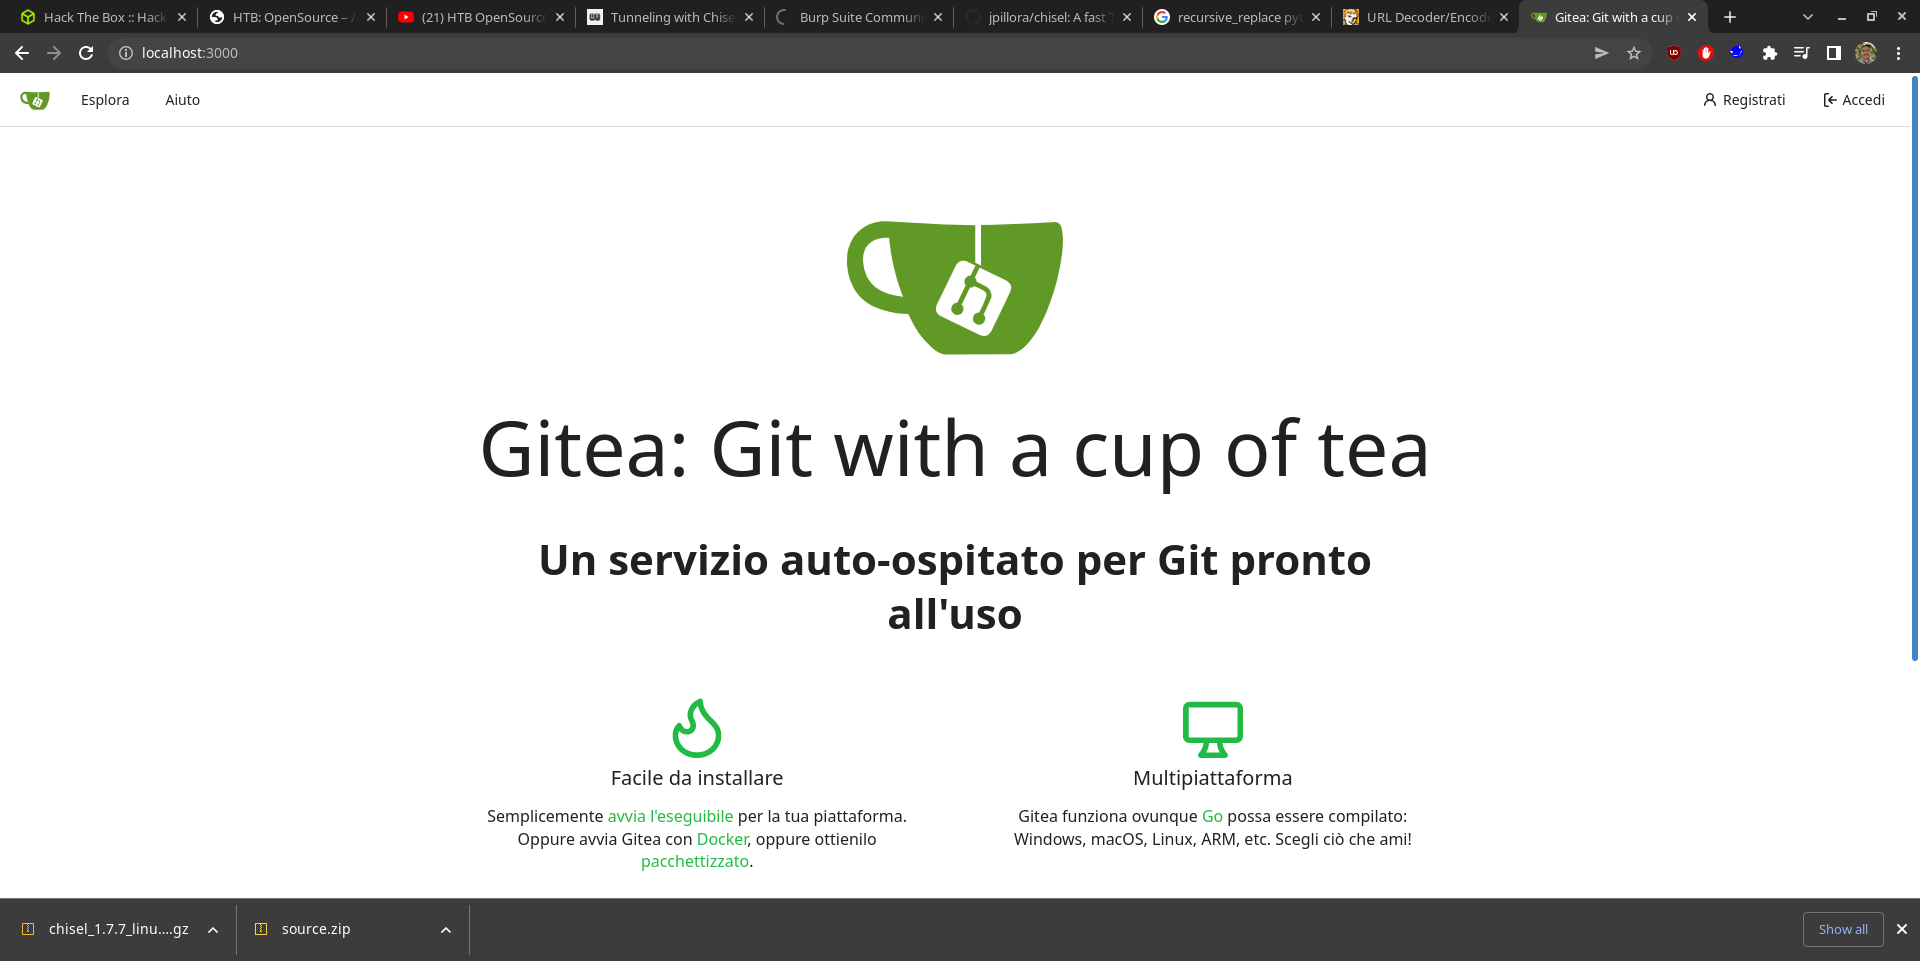 Hack The Box :: Hack
HTB: OpenSource – /
(21) HTB OpenSource
Tunneling with Chise
Burp Suite Communi
jpillora/chisel: A fast T
recursive_replace pyt
URL Decoder/Encode
Gitea: Git with a cup o
localhost:3000
Esplora
Aiuto
Registrati
Accedi
Gitea: Git with a cup of tea
Un servizio auto-ospitato per Git pronto
all'uso
Facile da installare
Semplicemente avvia l'eseguibile per la tua piattaforma.
Oppure avvia Gitea con Docker, oppure ottienilo
pacchettizzato.
Multipiattaforma
Gitea funziona ovunque Go possa essere compilato:
Windows, macOS, Linux, ARM, etc. Scegli ciò che ami!
chisel_1.7.7_linu....gz
source.zip
Show all